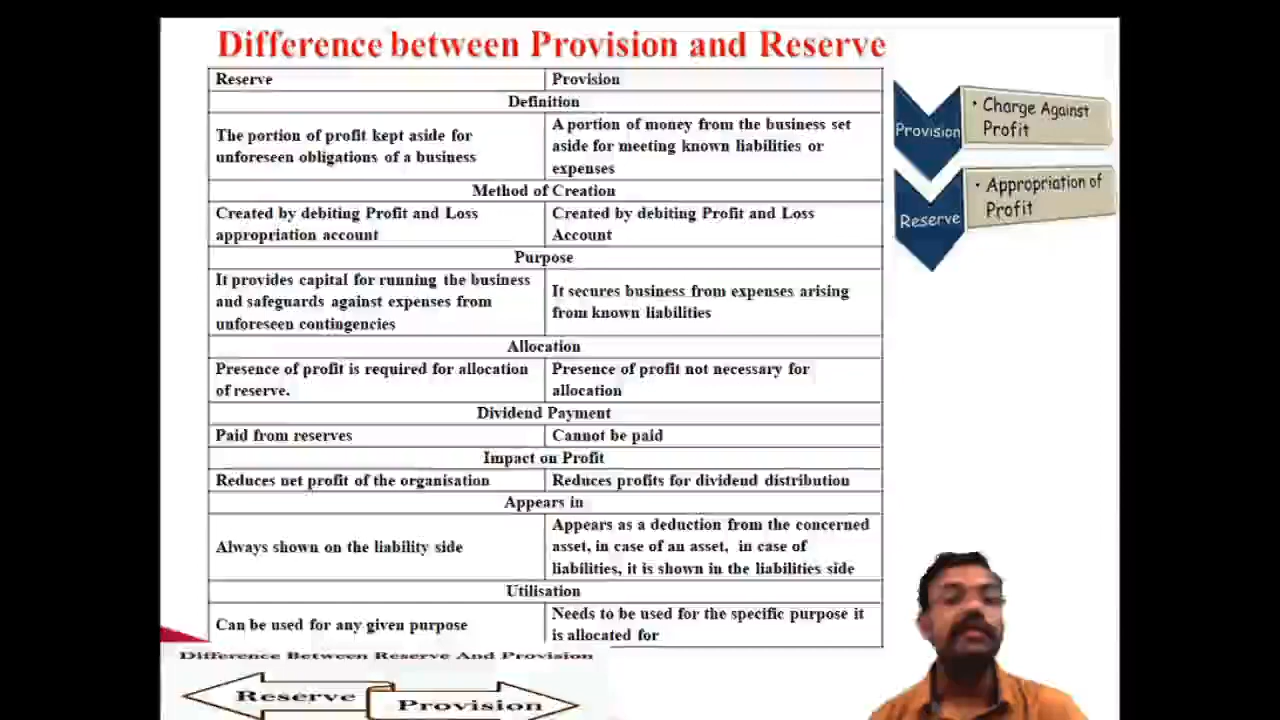 Difference between Provision and Reserve
Reserve
Provision
Definition
The portion of profit kept aside for
unforeseen obligations of a business
A portion of money from the business set
aside for meeting known liabilities or
expenses
Method of Creation
Created by debiting Profit and Loss
appropriation account
Created by debiting Profit and Loss
Account
Purpose
It provides capital for running the business
and safeguards against expenses from
unforeseen contingencies
It secures business from expenses arising
from known liabilities
Allocation
Presence of profit is required for allocation
of reserve.
Presence of profit not necessary for
allocation
Dividend Payment
Paid from reserves
Cannot be paid
Impact on Profit
Reduces net profit of the organisation
Reduces profits for dividend distribution
Appears in
Always shown on the liability side
Appears as a deduction from the concerned
asset, in case of an asset, in case of
liabilities, it is shown in the liabilities side
Utilisation
Can be used for any given purpose
Needs to be used for the specific purpose it
is allocated for
Provision
• Charge Against
Profit
Reserve
• Appropriation of
Profit
Difference Between Reserve And Provision
Reserve
Provision